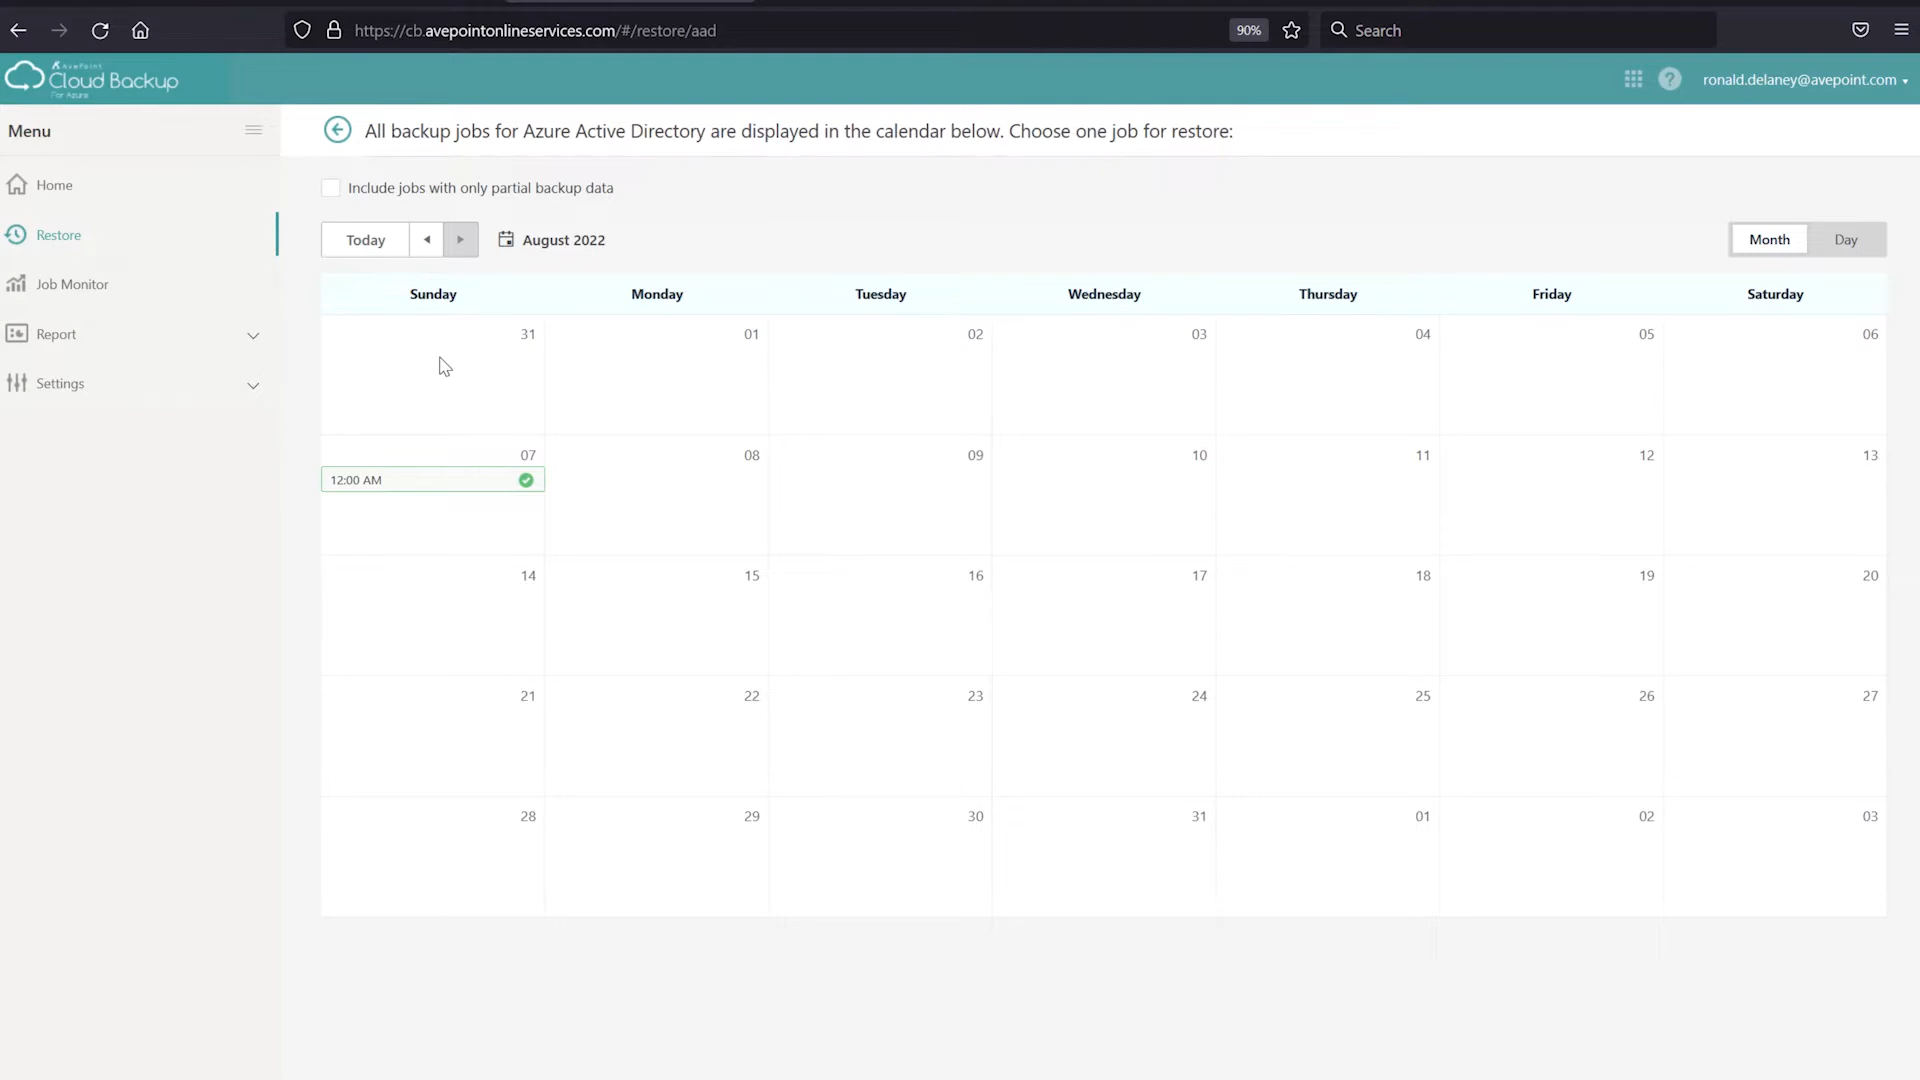 https://cb.avepointonlineservices.com/#/restore/aad
90%
Search
AvePoint
Cloud Backup
For Azure
ronald.delaney@avepoint.com
Menu
All backup jobs for Azure Active Directory are displayed in the calendar below. Choose one job for restore:
Home
Include jobs with only partial backup data
Restore
Today
August 2022
Month
Day
Job Monitor
Sunday Monday Tuesday Wednesday Thursday Friday Saturday
Report
31 01 02 03 04 05 06
Settings
07 08 09 10 11 12 13
12:00 AM
14 15 16 17 18 19 20
21 22 23 24 25 26 27
28 29 30 31 01 02 03